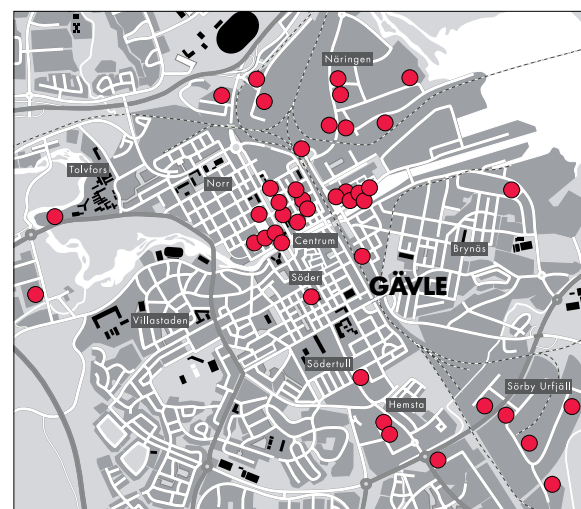 Näringen
Tolvfors
Norr
Centrum
Brynäs
Söder
GÄVLE
Villastaden
Södertull
Sörby Urfjäll
Hemsta